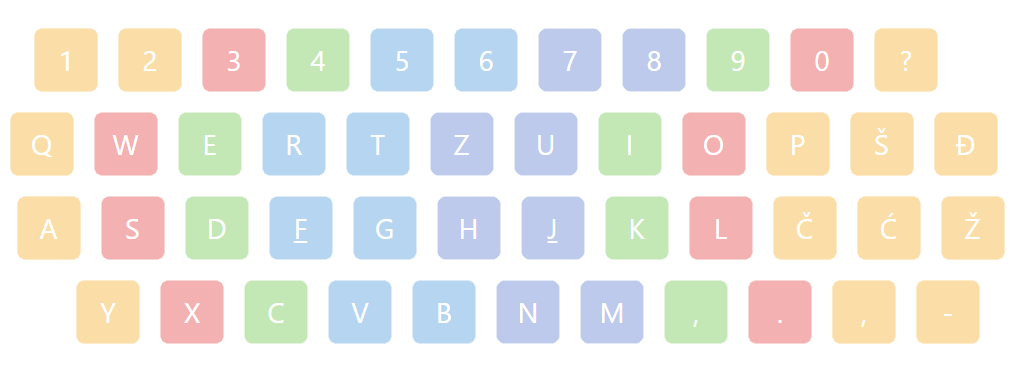 1 2 3 4 5 6 7 8 9 0 ?
Q W E R T Z U I O P Š Đ
A S D F G H J K L Č Ć Ž
Y X C V B N M , . , -